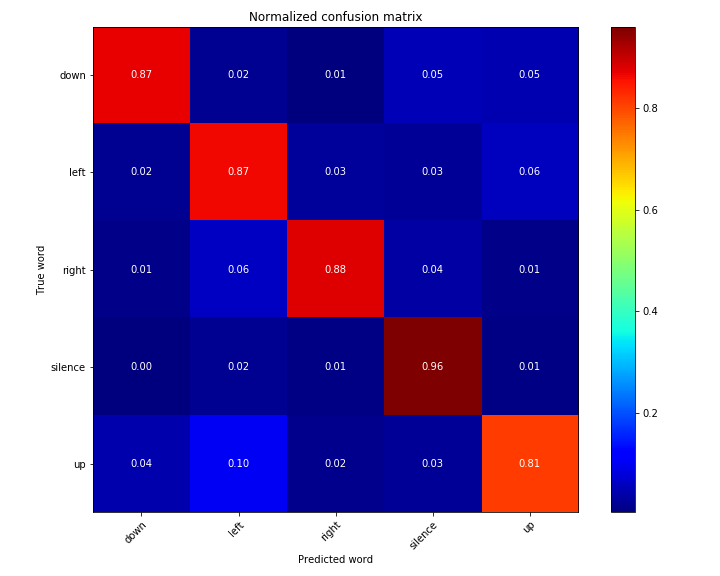 Normalized confusion matrix
down 0.87 0.02 0.01 0.05 0.05
0.8
left 0.02 0.87 0.03 0.03 0.06
0.6
True word
right 0.01 0.06 0.88 0.04 0.01
0.4
silence 0.00 0.02 0.01 0.96 0.01
0.2
up 0.04 0.10 0.02 0.03 0.81
down left right silence up
Predicted word